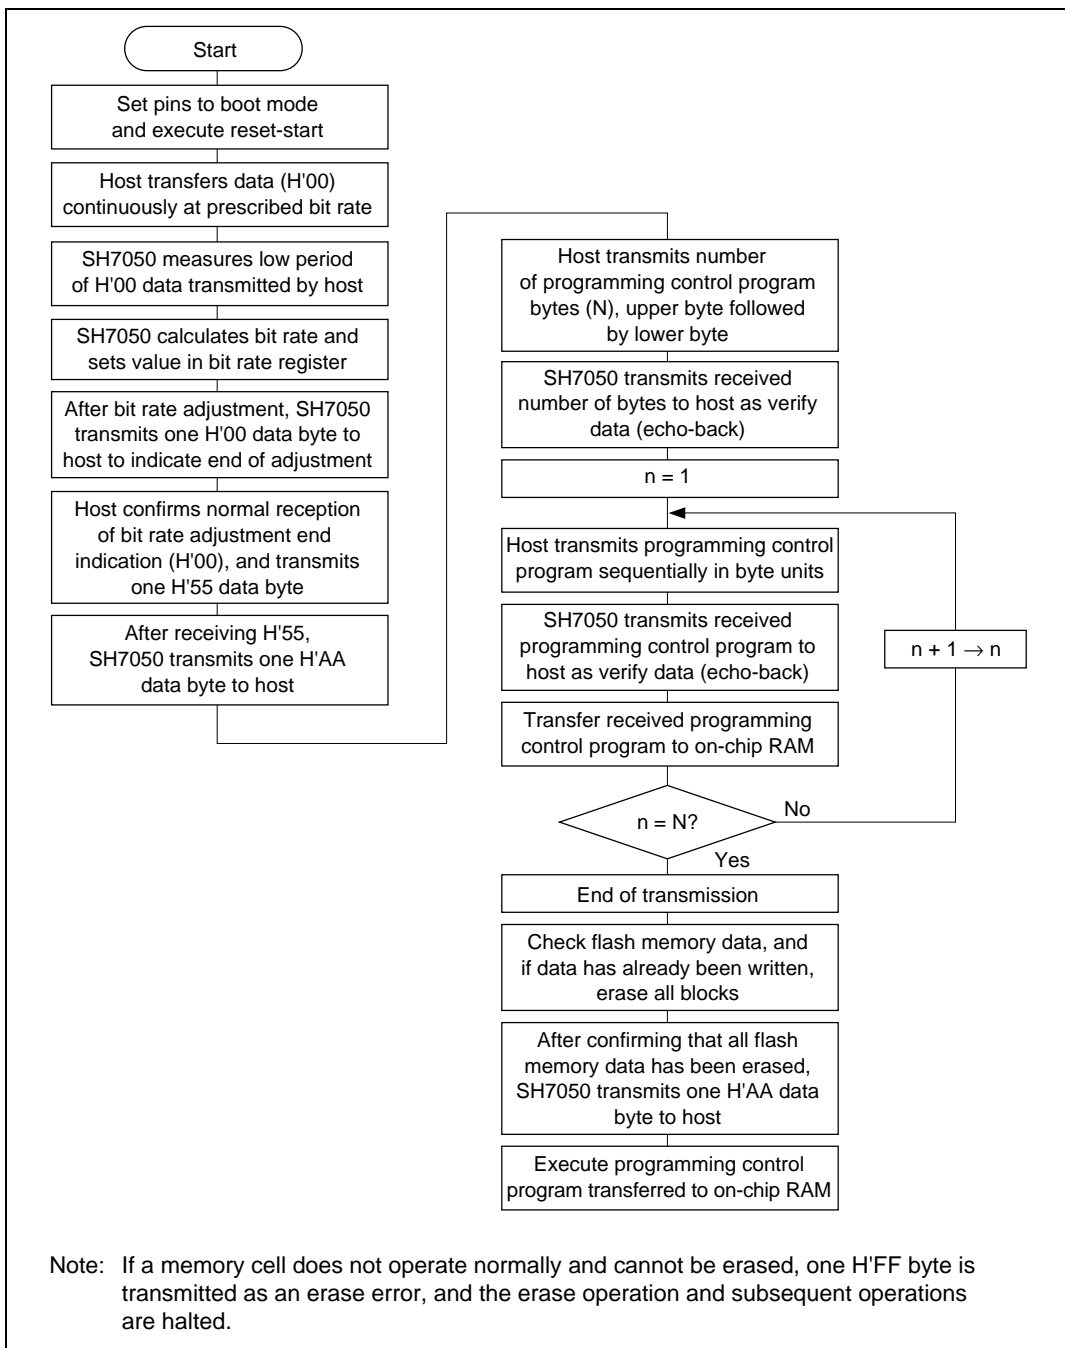 Start
Set pins to boot mode
and execute reset-start
Host transfers data (H'00)
continuously at prescribed bit rate
SH7050 measures low period
of H'00 data transmitted by host
SH7050 calculates bit rate and
sets value in bit rate register
After bit rate adjustment, SH7050
transmits one H'00 data byte to
host to indicate end of adjustment
Host confirms normal reception
of bit rate adjustment end
indication (H'00), and transmits
one H'55 data byte
After receiving H'55,
SH7050 transmits one H'AA
data byte to host
Host transmits number
of programming control program
bytes (N), upper byte followed
by lower byte
SH7050 transmits received
number of bytes to host as verify
data (echo-back)
n = 1
Host transmits programming control
program sequentially in byte units
SH7050 transmits received
programming control program to
host as verify data (echo-back)
n + 1 → n
Transfer received programming
control program to on-chip RAM
n = N?
No
Yes
End of transmission
Check flash memory data, and
if data has already been written,
erase all blocks
After confirming that all flash
memory data has been erased,
SH7050 transmits one H'AA data
byte to host
Execute programming control
program transferred to on-chip RAM
Note: If a memory cell does not operate normally and cannot be erased, one H'FF byte is
transmitted as an erase error, and the erase operation and subsequent operations
are halted.